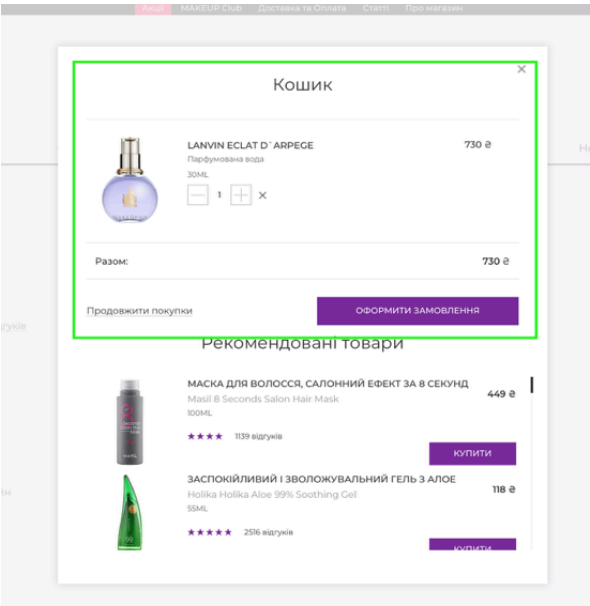 Акції MAKEUP Club Доставка та Оплата Статті Про магазин
×
Кошик
LANVIN ECLAT D`ARPEGE 730 ₴
Парфумована вода
30ML
— 1 + ×
Разом: 730 ₴
Продовжити покупки ОФОРМИТИ ЗАМОВЛЕННЯ
Рекомендовані товари
МАСКА ДЛЯ ВОЛОССЯ, САЛОННИЙ ЕФЕКТ ЗА 8 СЕКУНД 449 ₴
Masil 8 Seconds Salon Hair Mask
100ML
★★★★ 1139 відгуків
КУПИТИ
ЗАСПОКІЙЛИВИЙ І ЗВОЛОЖУВАЛЬНИЙ ГЕЛЬ З АЛОЕ 118 ₴
Holika Holika Aloe 99% Soothing Gel
55ML
★★★★★ 2516 відгуків
КУПИТИ